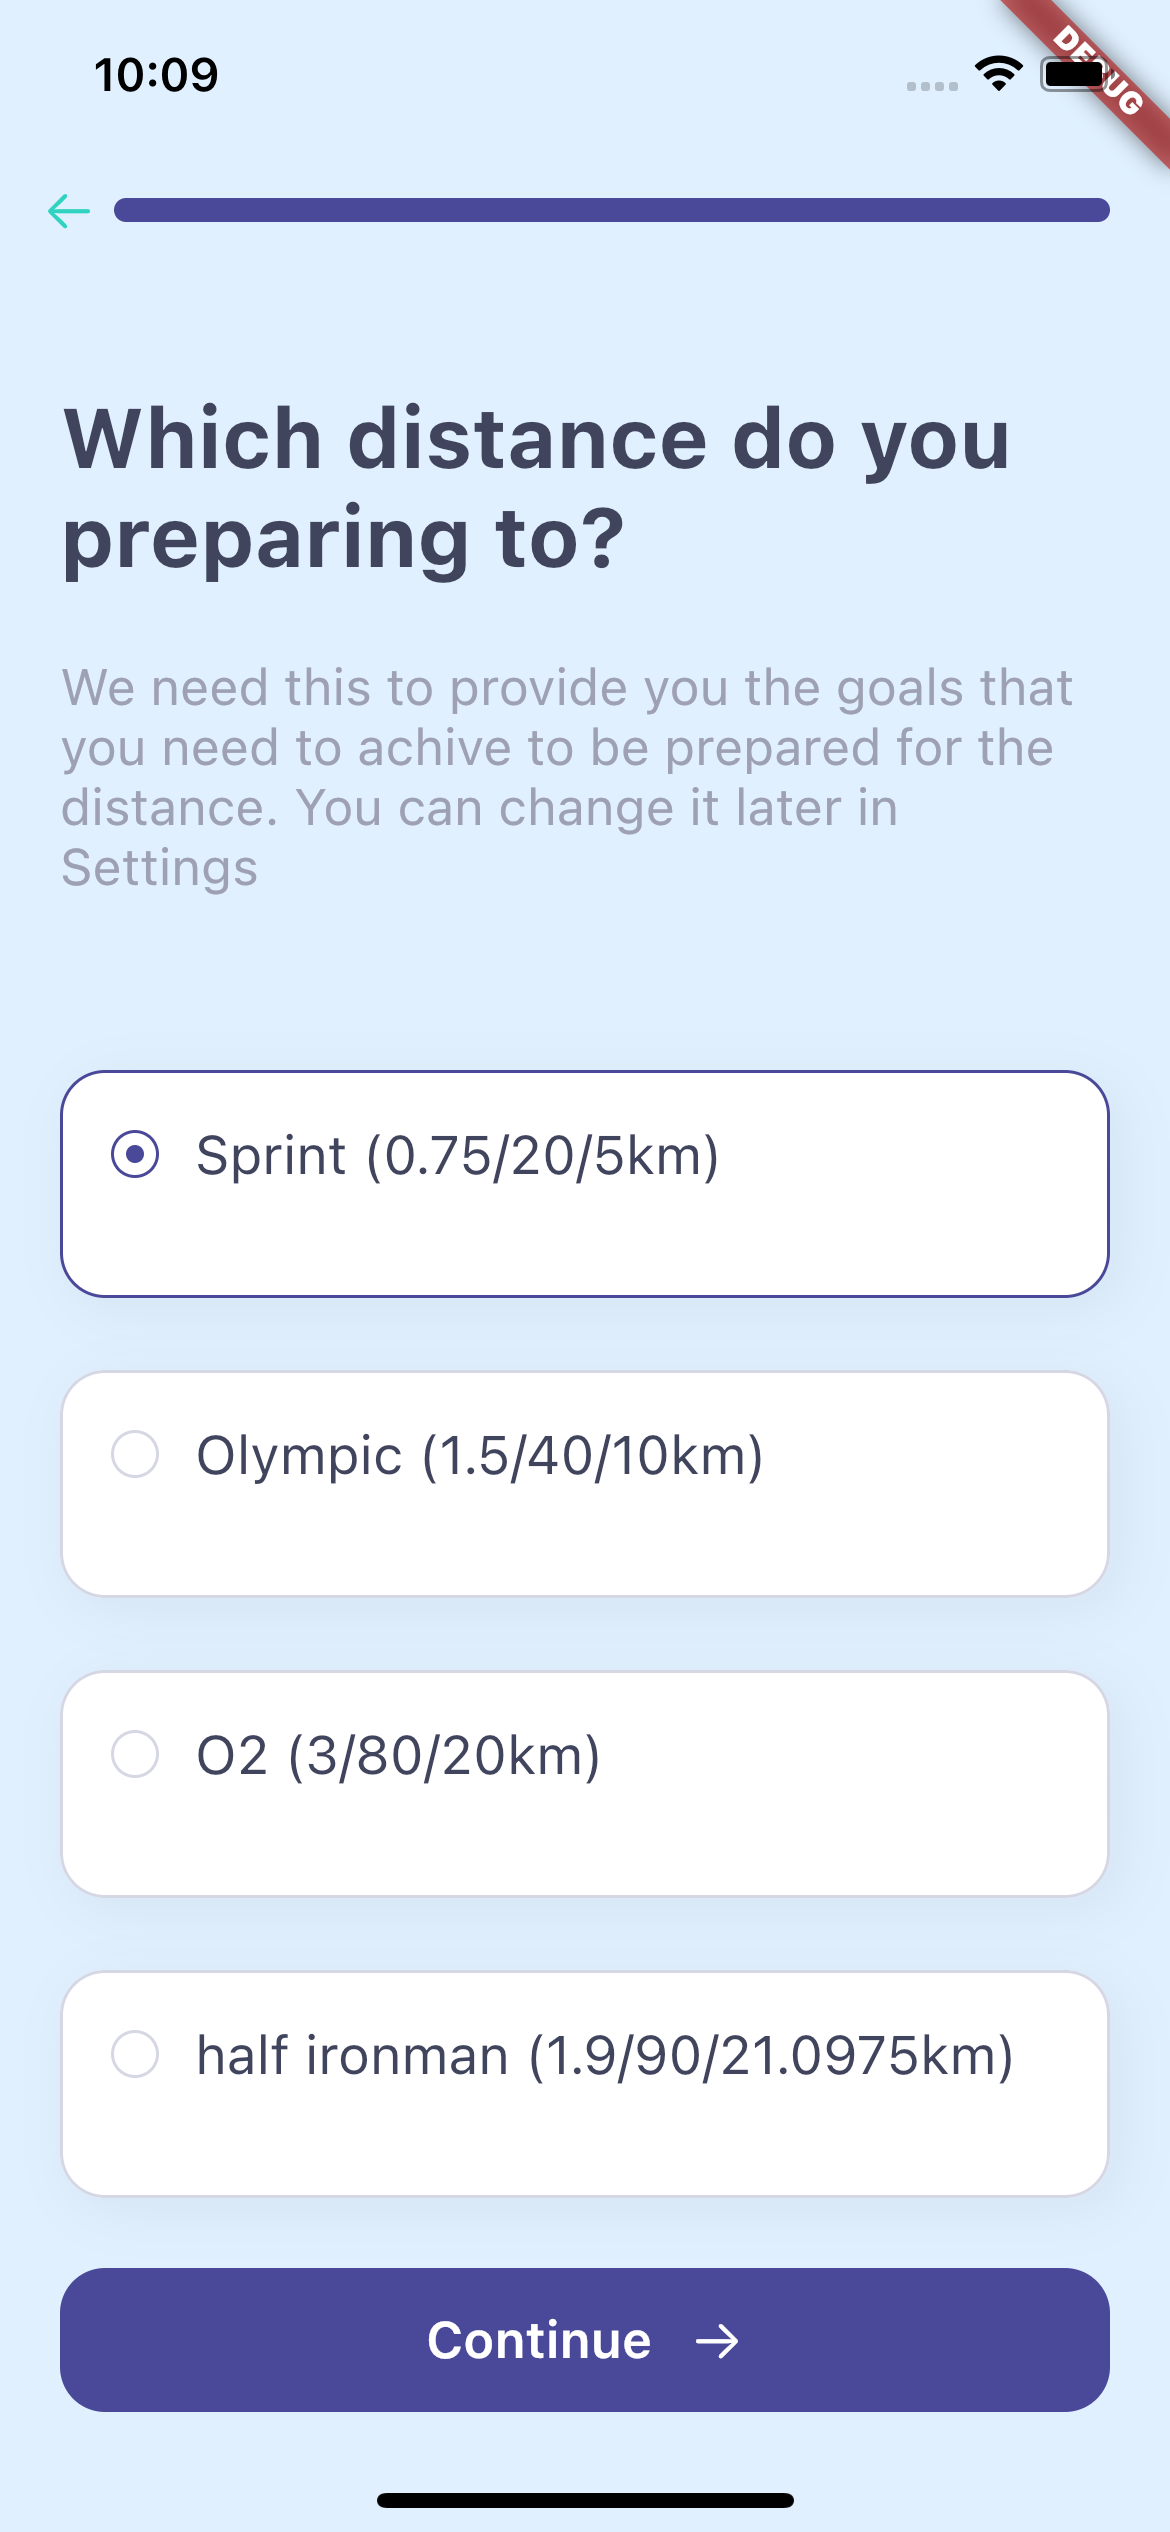 10:09
DEBUG
Which distance do you
preparing to?
We need this to provide you the goals that
you need to achive to be prepared for the
distance. You can change it later in
Settings
Sprint (0.75/20/5km)
Olympic (1.5/40/10km)
O2 (3/80/20km)
half ironman (1.9/90/21.0975km)
Continue